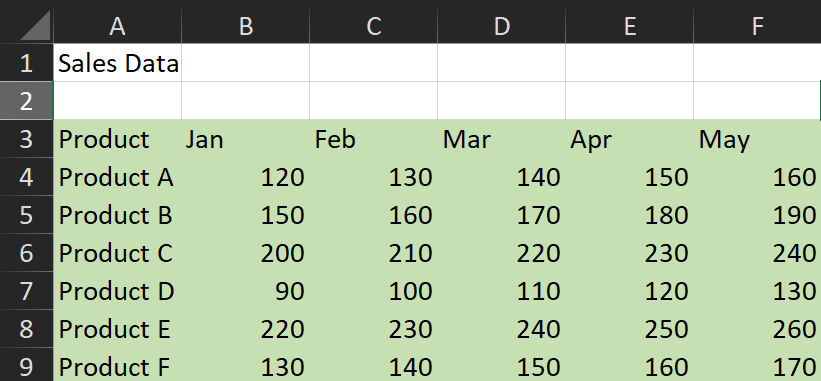 A B C D E F
1 Sales Data
2
3 Product Jan Feb Mar Apr May
4 Product A 120 130 140 150 160
5 Product B 150 160 170 180 190
6 Product C 200 210 220 230 240
7 Product D 90 100 110 120 130
8 Product E 220 230 240 250 260
9 Product F 130 140 150 160 170